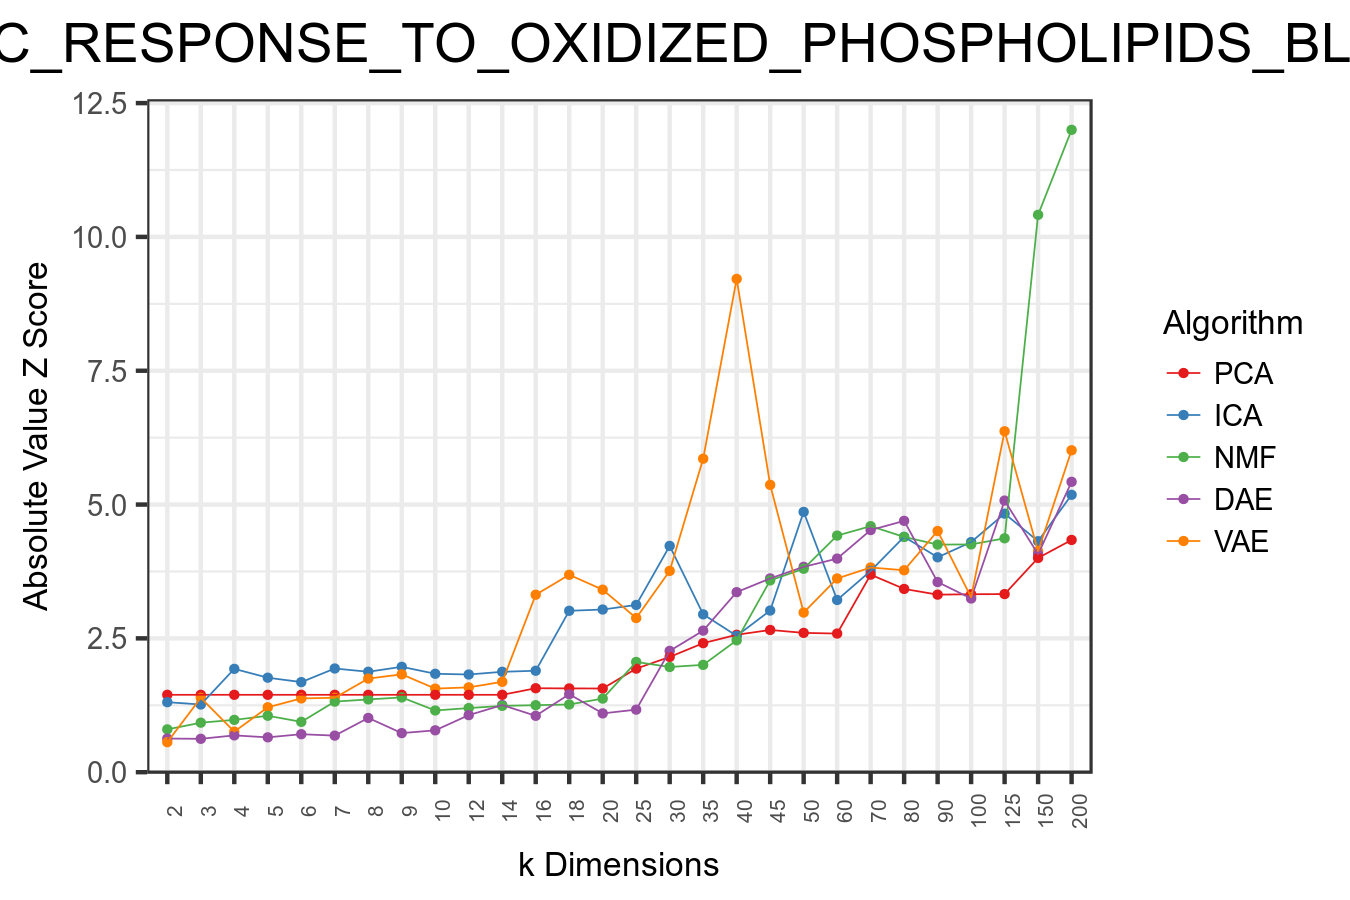 C_RESPONSE_TO_OXIDIZED_PHOSPHOLIPIDS_BL
12.5
10.0
7.5
5.0
2.5
0.0
Absolute Value Z Score
2 3 4 5 6 7 8 9 10 12 14 16 18 20 25 30 35 40 45 50 60 70 80 90 100 125 150 200
k Dimensions
Algorithm
PCA
ICA
NMF
DAE
VAE